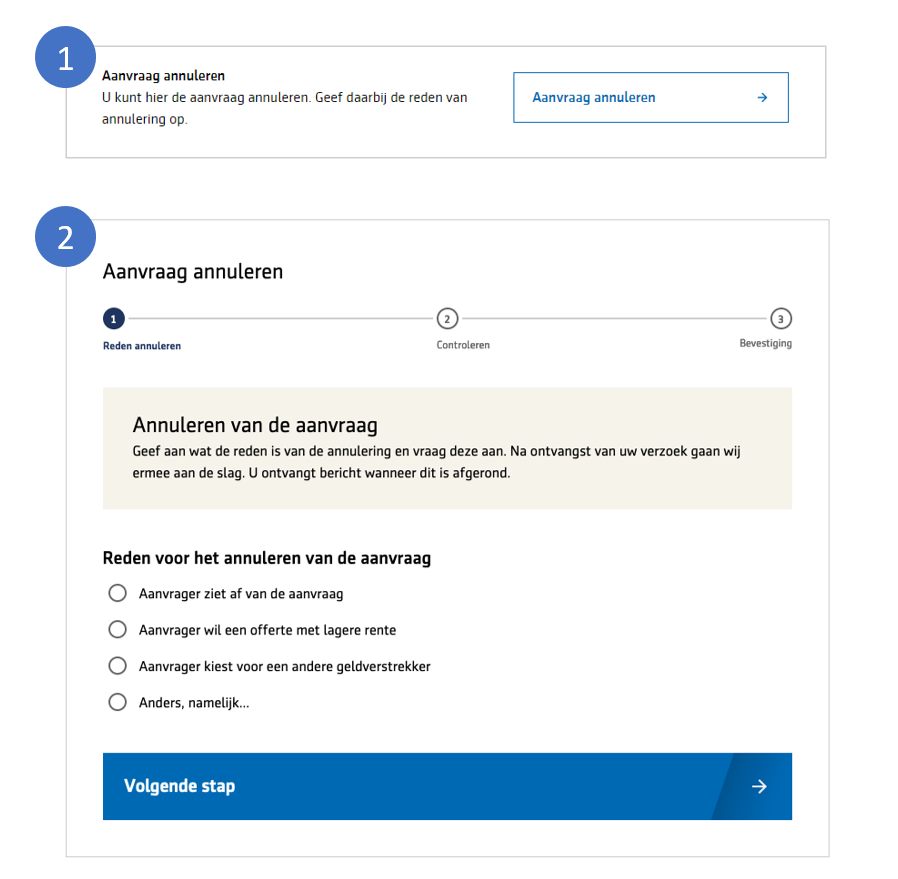 1
Aanvraag annuleren
U kunt hier de aanvraag annuleren. Geef daarbij de reden van
annulering op.
Aanvraag annuleren
2
Aanvraag annuleren
1
2
3
Reden annuleren
Controleren
Bevestiging
Annuleren van de aanvraag
Geef aan wat de reden is van de annulering en vraag deze aan. Na ontvangst van uw verzoek gaan wij
ermee aan de slag. U ontvangt bericht wanneer dit is afgerond.
Reden voor het annuleren van de aanvraag
Aanvrager ziet af van de aanvraag
Aanvrager wil een offerte met lagere rente
Aanvrager kiest voor een andere geldverstrekker
Anders, namelijk...
Volgende stap